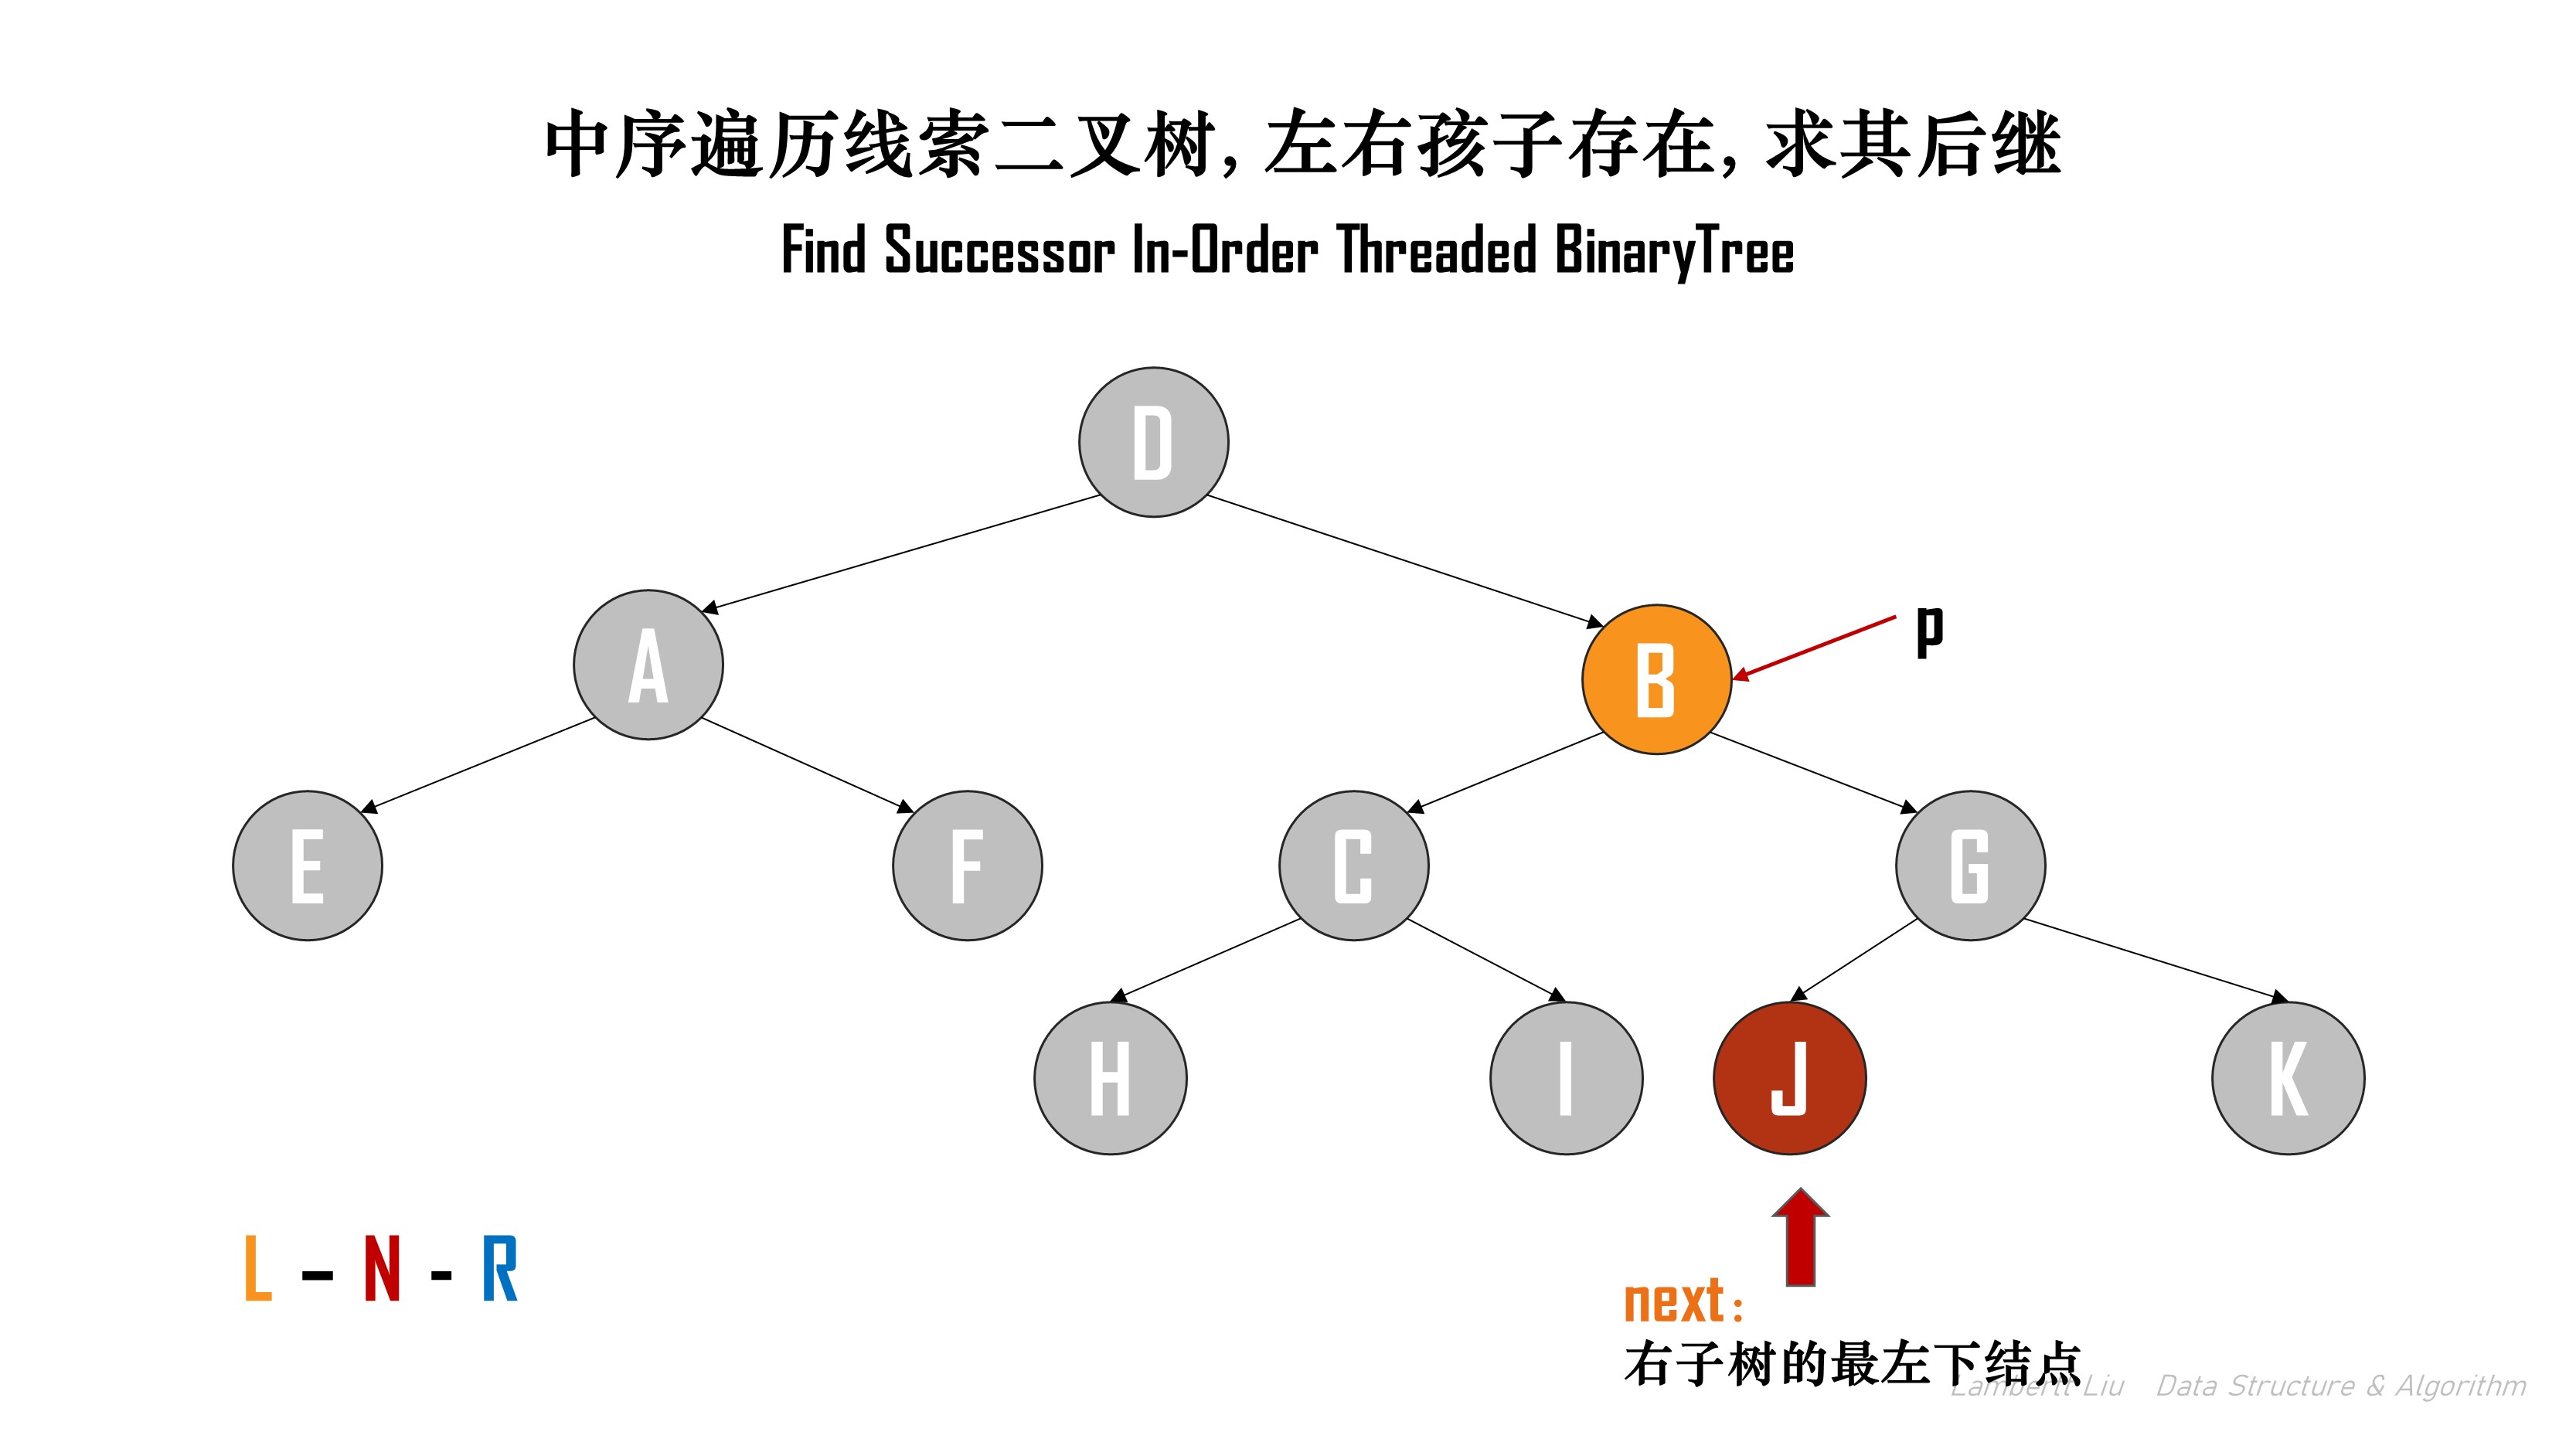 中序遍历线索二叉树, 左右孩子存在, 求其后继
Find Successor In-Order Threaded BinaryTree
D
A
B
p
E
F
C
G
H
I
J
K
L – N - R
next:
右子树的最左下结点
Lambertt Liu Data Structure & Algorithm